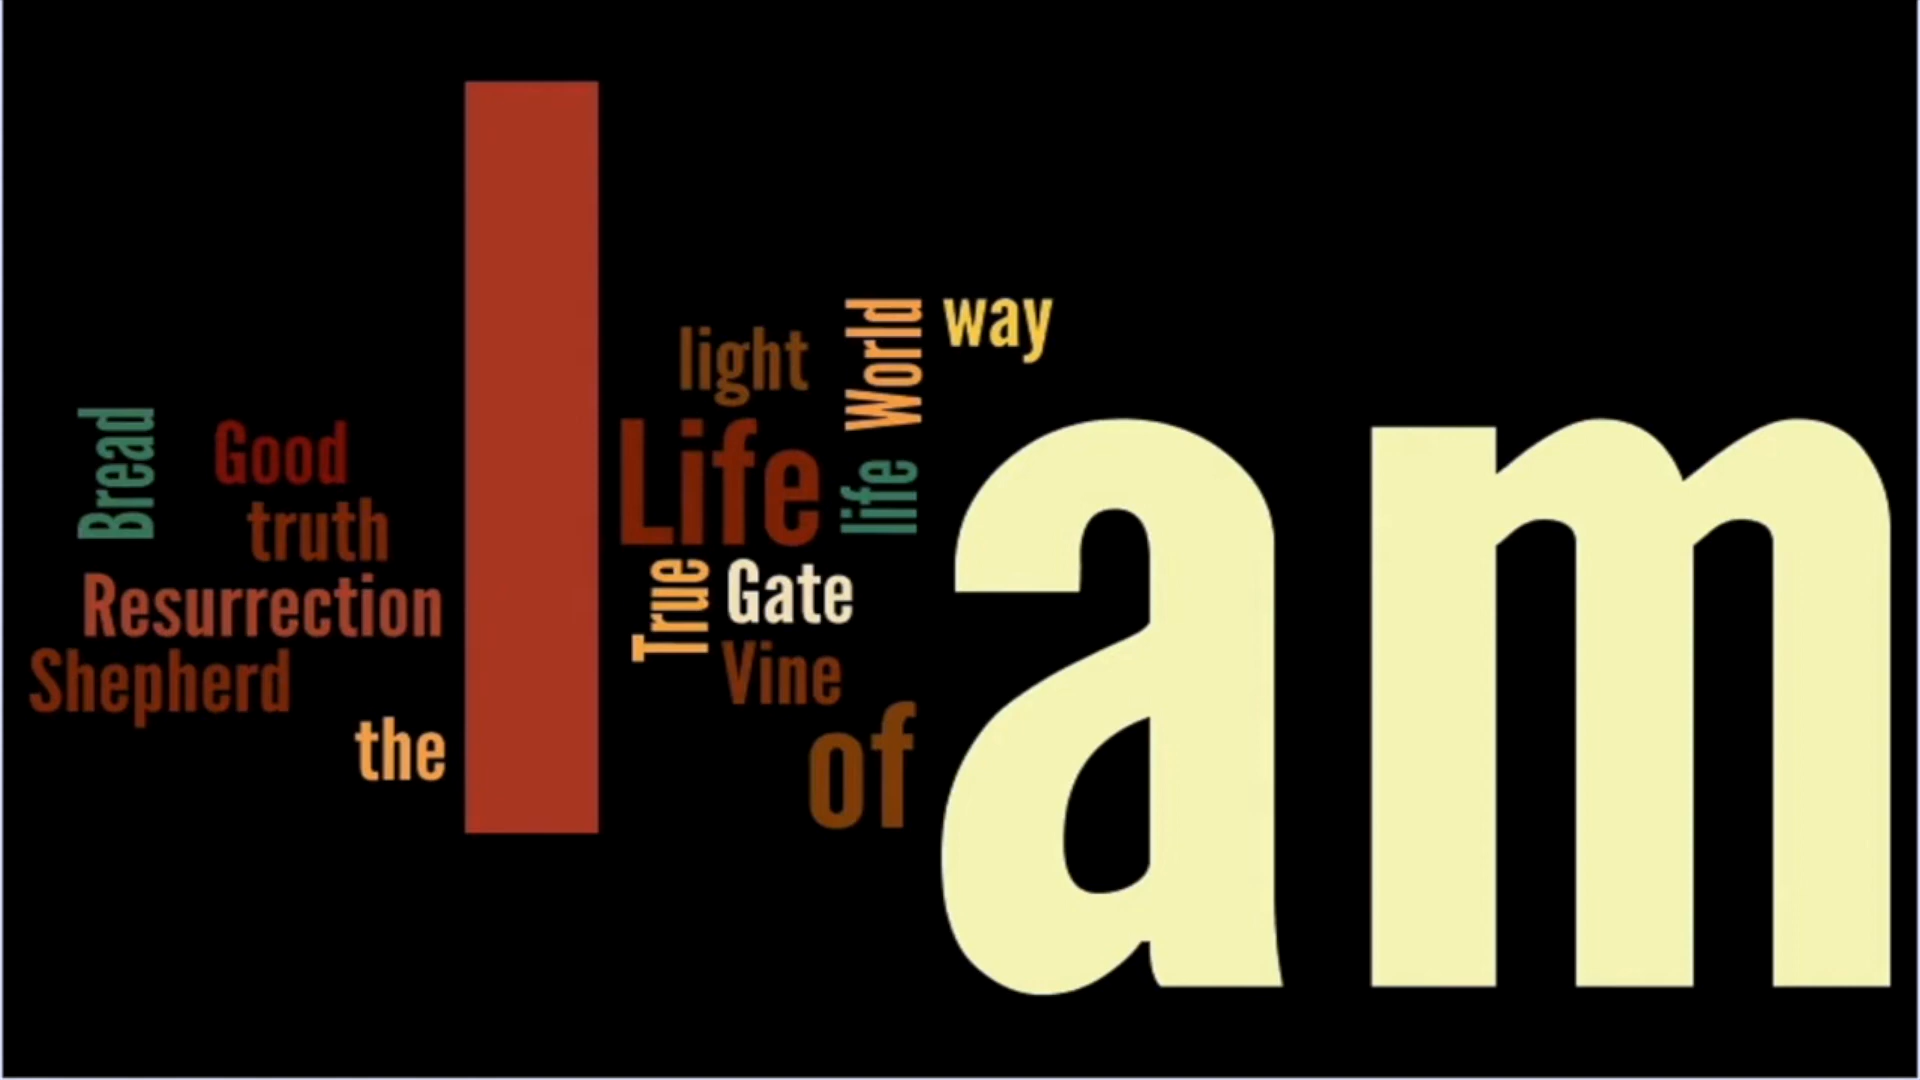 I am
way
World
light
Bread
Good
Life
life
truth
True
Gate
Resurrection
Shepherd
Vine
the
of